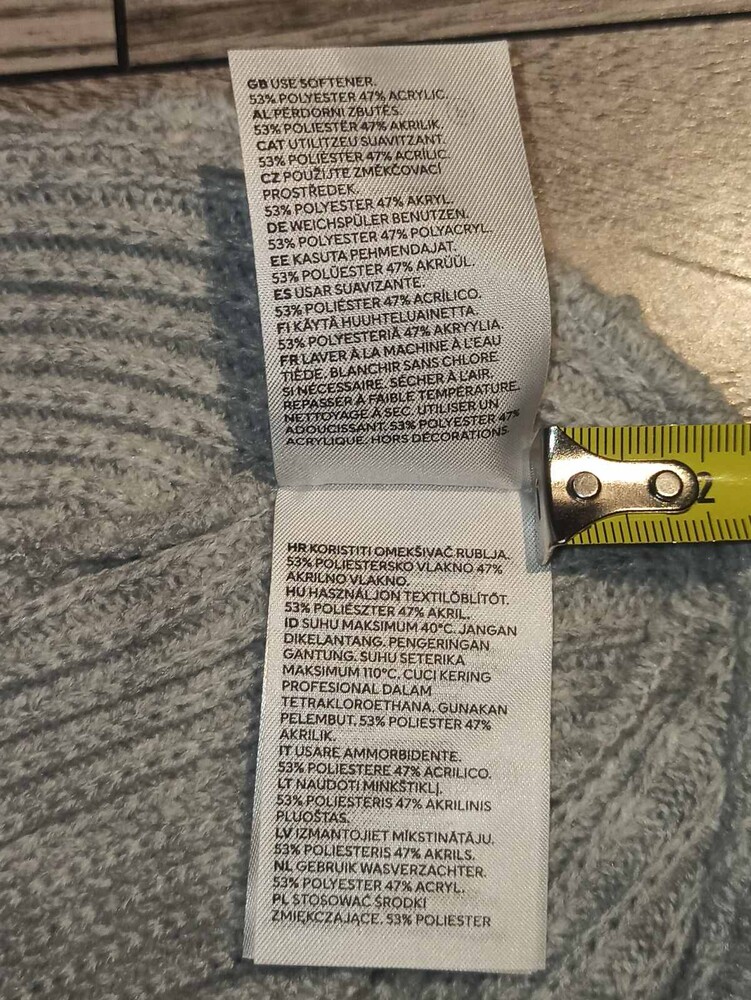 GB USE SOFTENER.
53% POLYESTER 47% ACRYLIC.
AL PËRDORNI ZBUTËS.
53% POLIESTËR 47% AKRILIK.
CAT UTILITZEU SUAVITZANT.
53% POLIÈSTER 47% ACRÍLIC.
CZ POUŽIJTE ZMĚKČOVACÍ
PROSTŘEDEK.
53% POLYESTER 47% AKRYL.
DE WEICHSPÜLER BENUTZEN.
53% POLYESTER 47% POLYACRYL.
EE KASUTA PEHMENDAJAT.
53% POLÜESTER 47% AKRÜÜL.
ES USAR SUAVIZANTE.
53% POLIÉSTER 47% ACRÍLICO.
FI KÄYTÄ HUUHTELUAINETTA.
53% POLYESTERIÄ 47% AKRYYLIA.
FR LAVER À LA MACHINE À L'EAU
TIÈDE. BLANCHIR SANS CHLORE
SI NÉCESSAIRE. SÉCHER À L'AIR.
REPASSER À FAIBLE TEMPÉRATURE.
NETTOYAGE À SEC. UTILISER UN
ADOUCISSANT. 53% POLYESTER 47%
ACRYLIQUE. HORS DÉCORATIONS
2
HR KORISTITI OMEKŠIVAČ RUBLJA.
53% POLIESTERSKO VLAKNO 47%
AKRILNO VLAKNO.
HU HASZNÁLJON TEXTILÖBLÍTŐT.
53% POLIÉSZTER 47% AKRIL.
ID SUHU MAKSIMUM 40°C. JANGAN
DIKELANTANG. PENGERINGAN
GANTUNG. SUHU SETERIKA
MAKSIMUM 110°C. CUCI KERING
PROFESIONAL DALAM
TETRAKLOROETHANA. GUNAKAN
PELEMBUT. 53% POLIESTER 47%
AKRILIK.
IT USARE AMMORBIDENTE.
53% POLIESTERE 47% ACRILICO.
LT NAUDOTI MINKŠTIKLĮ.
53% POLIESTERIS 47% AKRILINIS
PLUOŠTAS.
LV IZMANTOJIET MĪKSTINĀTĀJU.
53% POLIESTERIS 47% AKRILS.
NL GEBRUIK WASVERZACHTER.
53% POLYESTER 47% ACRYL.
PL STOSOWAĆ ŚRODKI
ZMIĘKCZAJĄCE. 53% POLIESTER